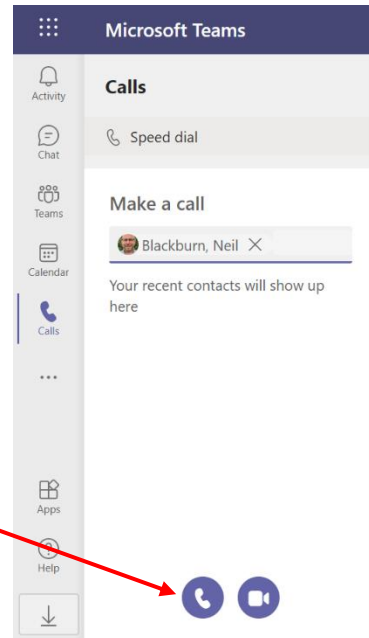 Microsoft Teams
Activity
Chat
Teams
Calendar
Calls
...
Apps
Help
Calls
Speed dial
Make a call
Blackburn, Neil
Your recent contacts will show up
here